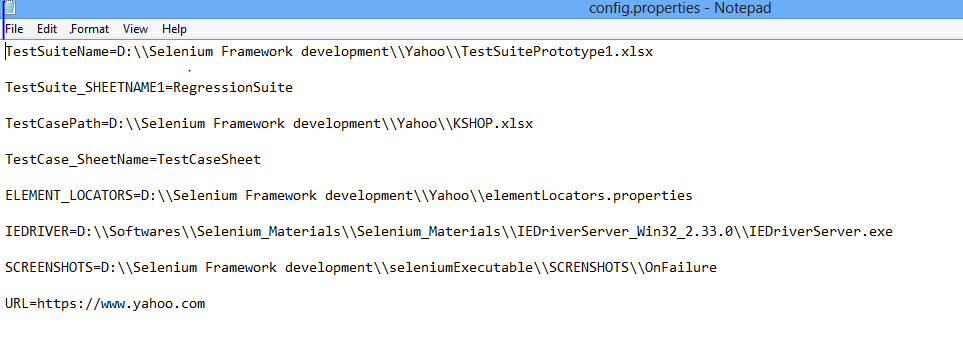 config.properties - Notepad
File Edit Format View Help
TestSuiteName=D:\\Selenium Framework development\\Yahoo\\TestSuitePrototype1.xlsx
TestSuite_SHEETNAME1=RegressionSuite
TestCasePath=D:\\Selenium Framework development\\Yahoo\\KSHOP.xlsx
TestCase_SheetName=TestCaseSheet
ELEMENT_LOCATORS=D:\\Selenium Framework development\\Yahoo\\elementLocators.properties
IEDRIVER=D:\\Softwares\\Selenium_Materials\\Selenium_Materials\\IEDriverServer_Win32_2.33.0\\IEDriverServer.exe
SCREENSHOTS=D:\\Selenium Framework development\\seleniumExecutable\\SCRENSHOTS\\OnFailure
URL=https://www.yahoo.com